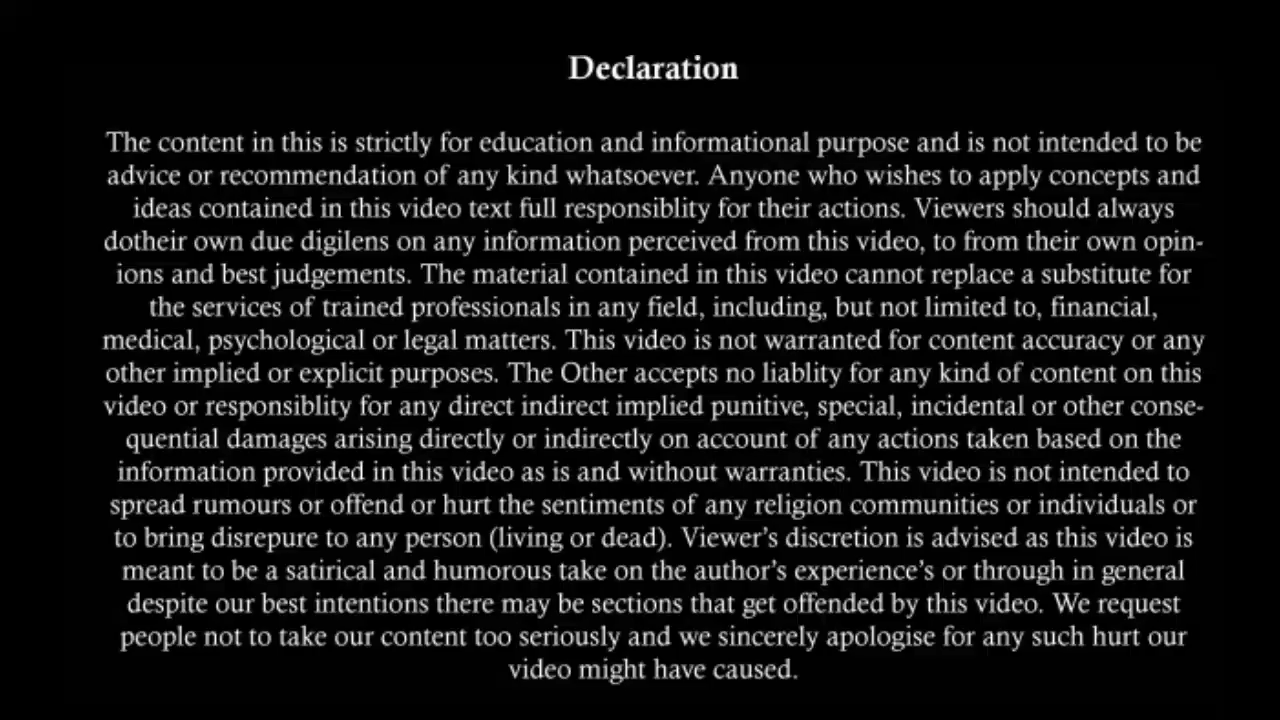 Declaration
The content in this is strictly for education and informational purpose and is not intended to be
advice or recommendation of any kind whatsoever. Anyone who wishes to apply concepts and
ideas contained in this video text full responsiblity for their actions. Viewers should always
dotheir own due digilens on any information perceived from this video, to from their own opin-
ions and best judgements. The material contained in this video cannot replace a substitute for
the services of trained professionals in any field, including, but not limited to, financial,
medical, psychological or legal matters. This video is not warranted for content accuracy or any
other implied or explicit purposes. The Other accepts no liablity for any kind of content on this
video or responsiblity for any direct indirect implied punitive, special, incidental or other conse-
quential damages arising directly or indirectly on account of any actions taken based on the
information provided in this video as is and without warranties. This video is not intended to
spread rumours or offend or hurt the sentiments of any religion communities or individuals or
to bring disrepure to any person (living or dead). Viewer's discretion is advised as this video is
meant to be a satirical and humorous take on the author's experience's or through in general
despite our best intentions there may be sections that get offended by this video. We request
people not to take our content too seriously and we sincerely apologise for any such hurt our
video might have caused.